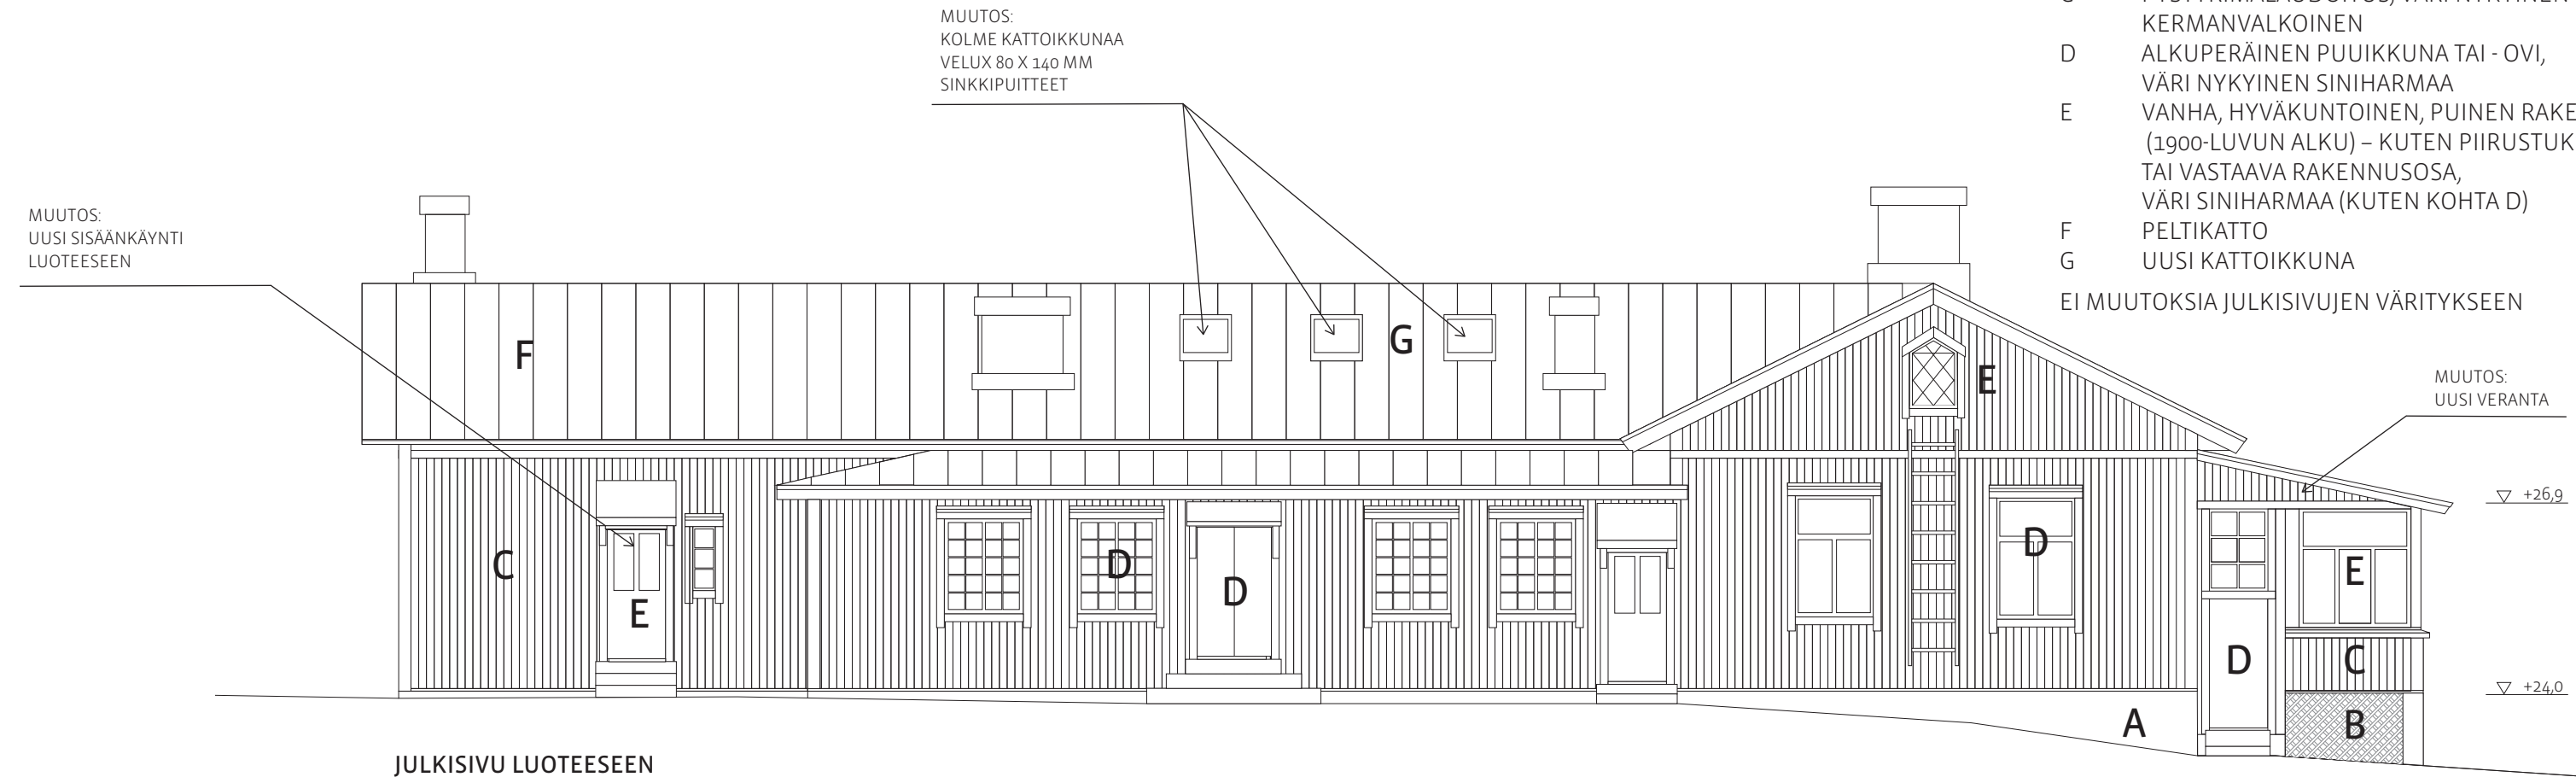 MUUTOS:
KOLME KATTOIKKUNAA
VELUX 80 X 140 MM
SINKKIPUITTEET
MUUTOS:
UUSI SISÄÄNKÄYNTI
LUOTEESEEN
KERMANVALKOINEN
D ALKUPERÄINEN PUUIKKUNA TAI - OVI,
VÄRI NYKYINEN SINIHARMAA
E VANHA, HYVÄKUNTOINEN, PUINEN
(1900-LUVUN ALKU) – KUTEN
TAI VASTAAVA RAKENNUSOSA,
VÄRI SINIHARMAA (KUTEN KOHTA D)
F PELTIKATTO
G UUSI KATTOIKKUNA
EI MUUTOKSIA JULKISIVUJEN VÄRITYKSEEN
MUUTOS:
UUSI VERANTA
F
G
E
+26,9
C
E
D
D
D
E
D
C
+24,0
A
B
JULKISIVU LUOTEESEEN